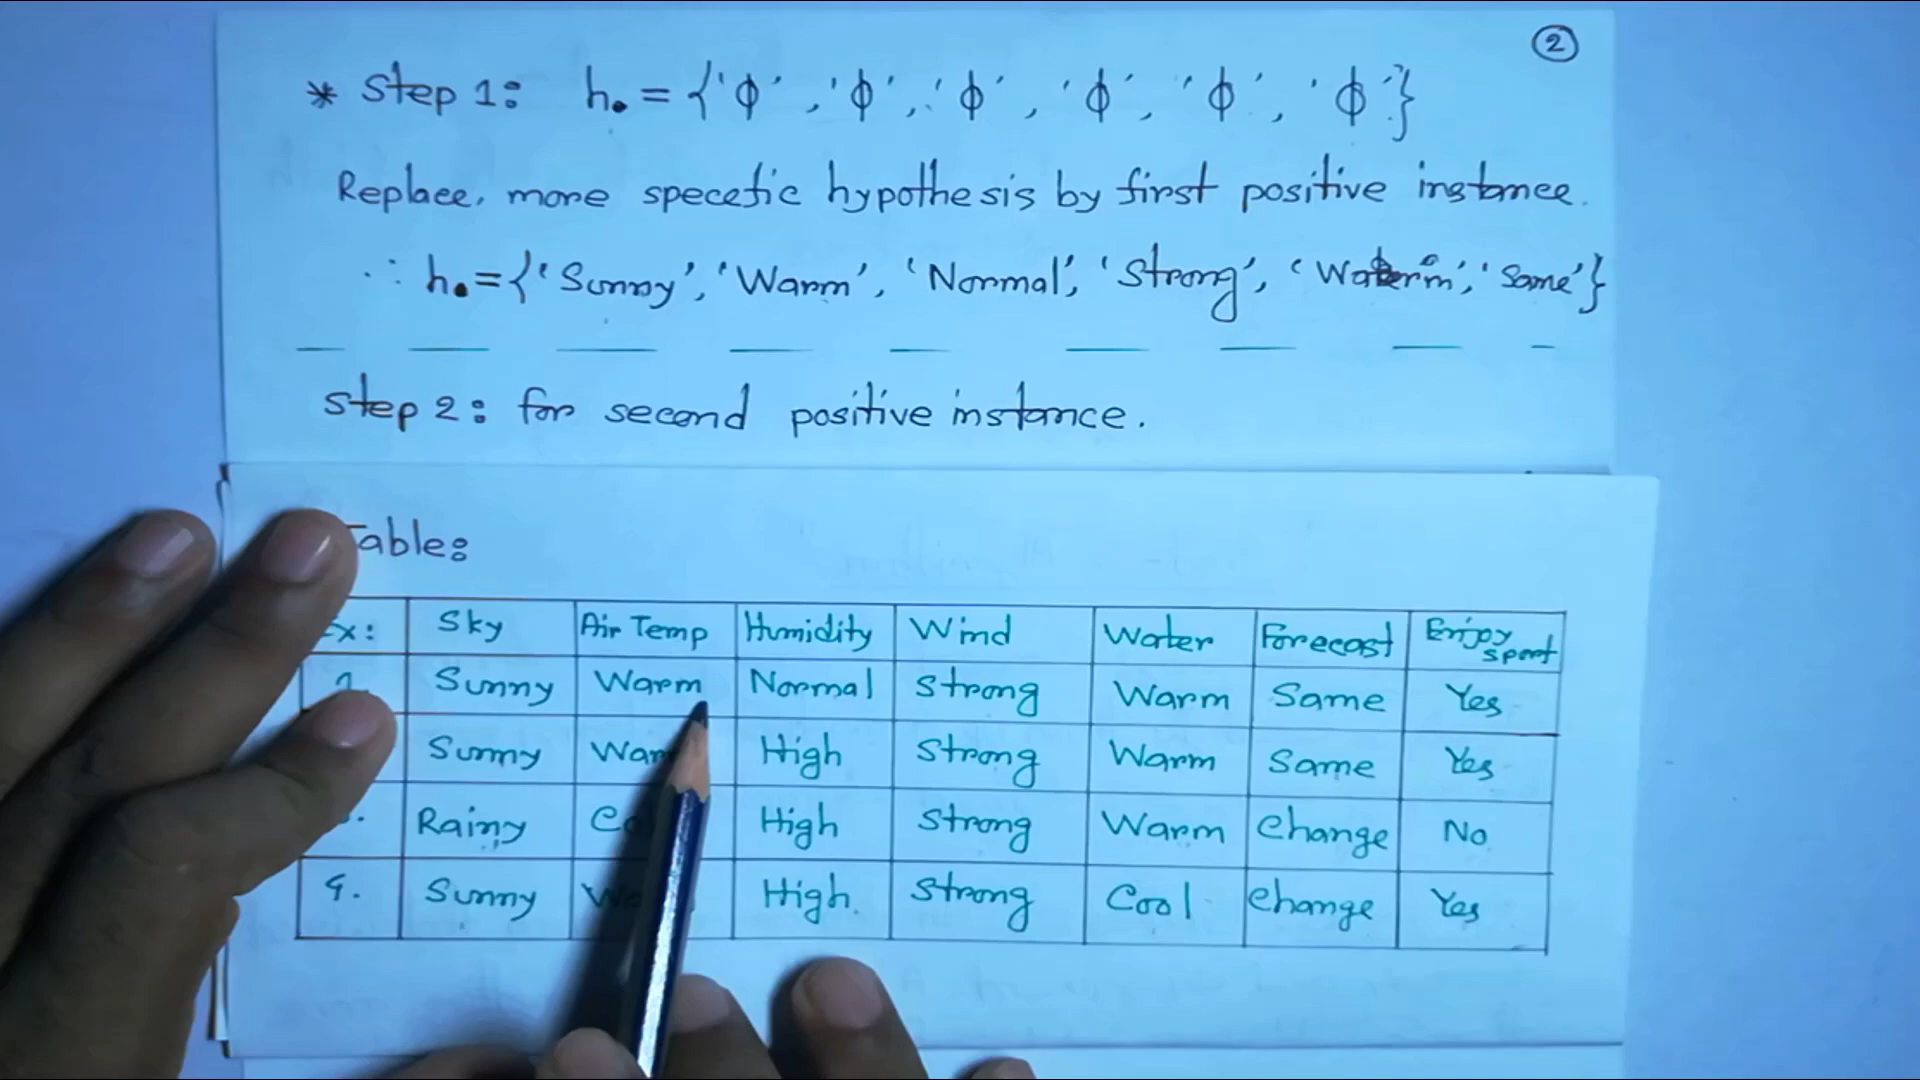 2
* Step 1: h. = {'ϕ', 'ϕ', 'ϕ', 'ϕ', 'ϕ', 'ϕ'}
Replace, more specefic hypothesis by first positive instance.
∴ h. = {'Sunny', 'Warm', 'Normal', 'Strong', 'Warm', 'Same'}
Step 2: for second positive instance.
Table:
Ex: Sky Air Temp Humidity Wind Water Forecast Enjoy sport
1. Sunny Warm Normal Strong Warm Same Yes
Sunny High Strong Warm Same Yes
Rainy High Strong Warm Change No
4. Sunny High Strong Cool Change Yes